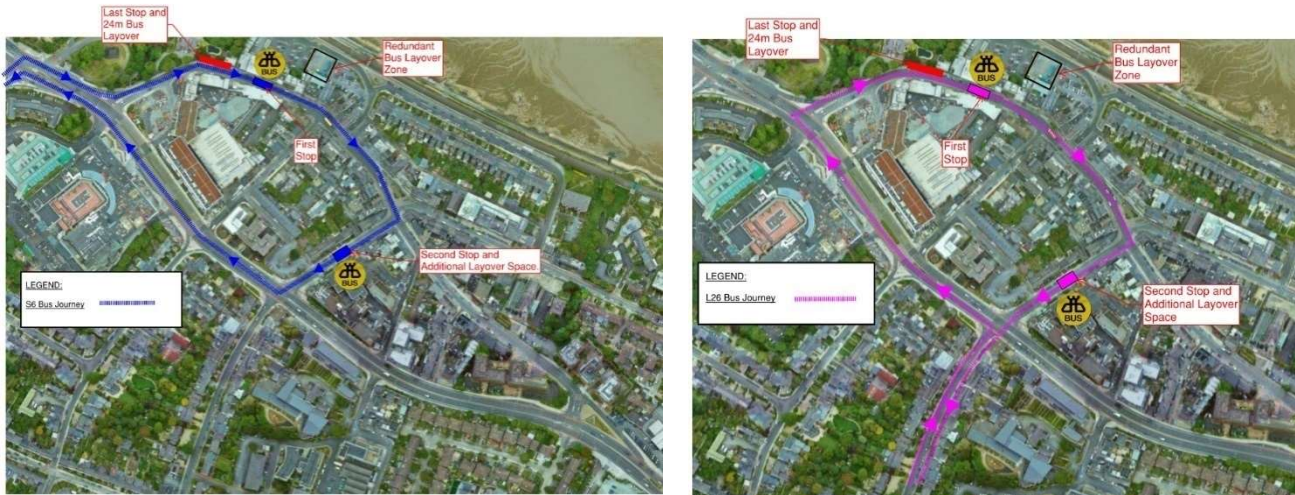 Last Stop and
24m Bus
Layover
BUS
Redundant
Bus Layover
Zone
First
Stop
Second Stop and
Additional Layover Space.
BUS
LEGEND:
S6 Bus Journey
Last Stop and
24m Bus
Layover
BUS
Redundant
Bus Layover
Zone
First
Stop
Second Stop and
Additional Layover
Space
BUS
LEGEND:
L26 Bus Journey